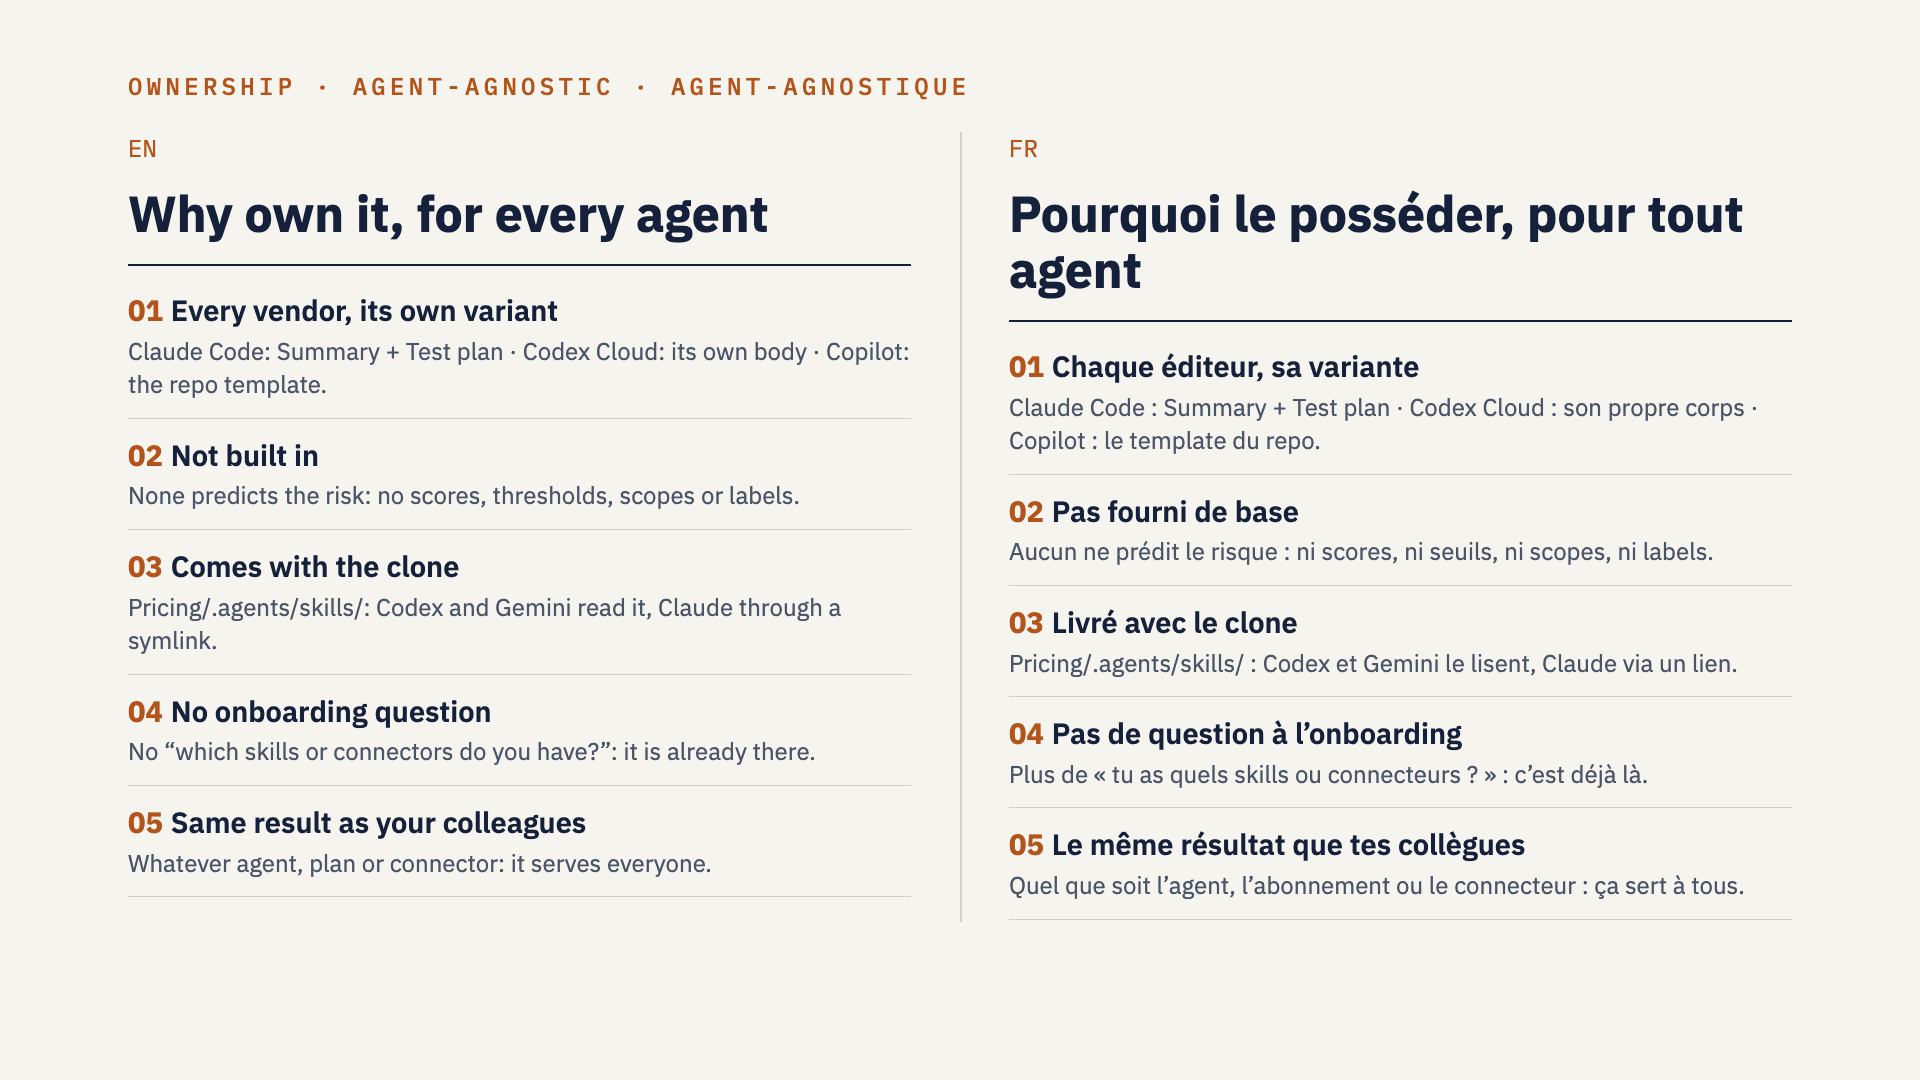 OWNERSHIP · AGENT-AGNOSTIC · AGENT-AGNOSTIQUE
EN
Why own it, for every agent
01 Every vendor, its own variant
Claude Code: Summary + Test plan · Codex Cloud: its own body · Copilot:
the repo template.
02 Not built in
None predicts the risk: no scores, thresholds, scopes or labels.
03 Comes with the clone
Pricing/.agents/skills/: Codex and Gemini read it, Claude through a
symlink.
04 No onboarding question
No “which skills or connectors do you have?”: it is already there.
05 Same result as your colleagues
Whatever agent, plan or connector: it serves everyone.
FR
Pourquoi le posséder, pour tout
agent
01 Chaque éditeur, sa variante
Claude Code : Summary + Test plan · Codex Cloud : son propre corps ·
Copilot : le template du repo.
02 Pas fourni de base
Aucun ne prédit le risque : ni scores, ni seuils, ni scopes, ni labels.
03 Livré avec le clone
Pricing/.agents/skills/ : Codex et Gemini le lisent, Claude via un lien.
04 Pas de question à l’onboarding
Plus de « tu as quels skills ou connecteurs ? » : c’est déjà là.
05 Le même résultat que tes collègues
Quel que soit l’agent, l’abonnement ou le connecteur : ça sert à tous.